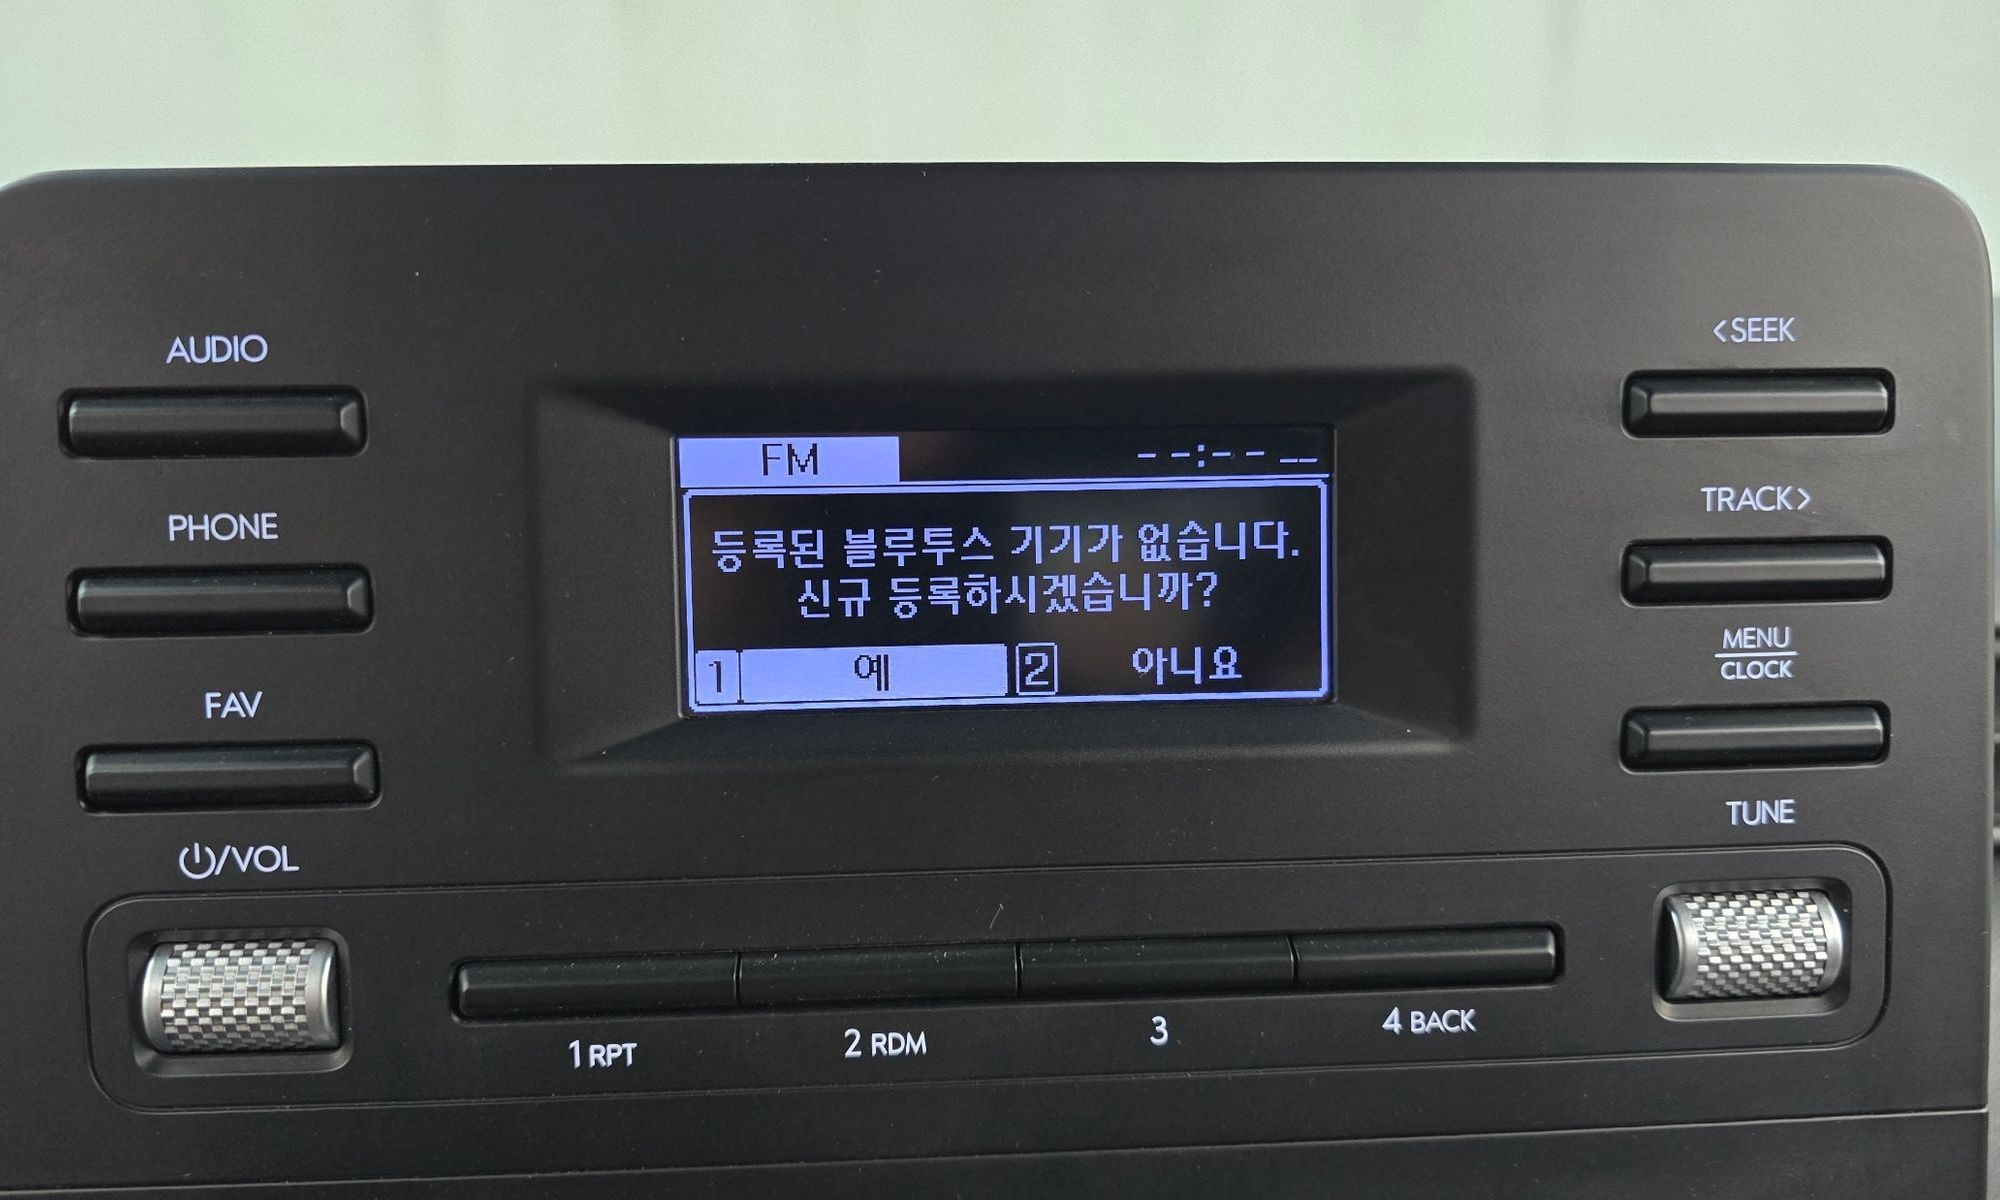 AUDIO
PHONE
FAV
⏻/VOL
FM
--:-- __
등록된 블루투스 기기가 없습니다.
신규 등록하시겠습니까?
1 예 2 아니요
<SEEK
TRACK>
MENU
CLOCK
TUNE
1 RPT
2 RDM
3
4 BACK